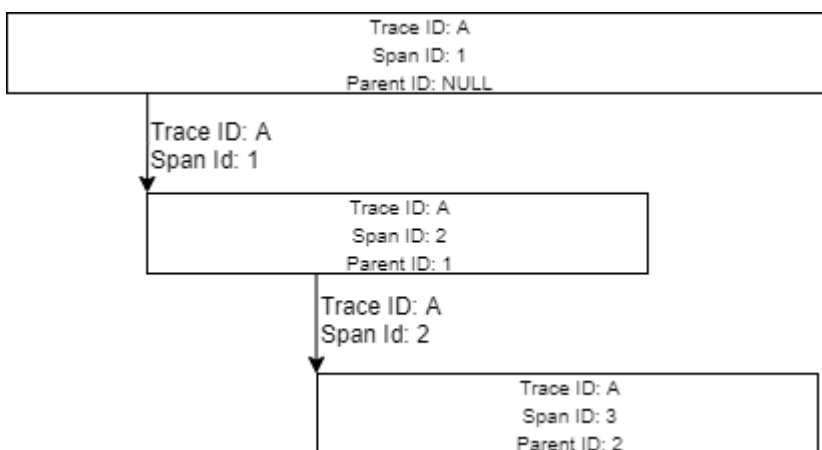 Trace ID: A
Span ID: 1
Parent ID: NULL
Trace ID: A
Span Id: 1
Trace ID: A
Span ID: 2
Parent ID: 1
Trace ID: A
Span Id: 2
Trace ID: A
Span ID: 3
Parent ID: 2